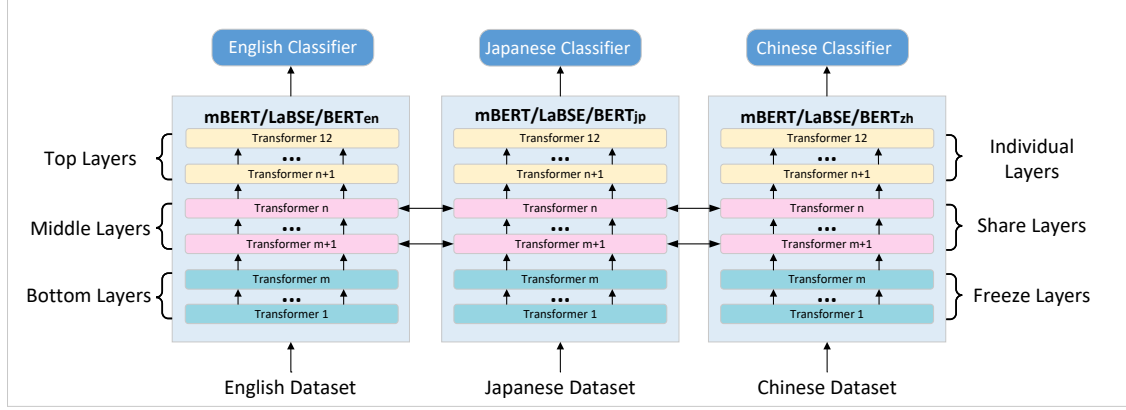 English Classifier
Japanese Classifier
Chinese Classifier
mBERT/LaBSE/BERTen
mBERT/LaBSE/BERTjp
mBERT/LaBSE/BERTzh
Top Layers
Transformer 12
...
Transformer n+1
Transformer 12
...
Transformer n+1
Transformer 12
...
Transformer n+1
Individual
Layers
Middle Layers
Transformer n
...
Transformer m+1
Transformer n
...
Transformer m+1
Transformer n
...
Transformer m+1
Share Layers
Bottom Layers
Transformer m
...
Transformer 1
Transformer m
...
Transformer 1
Transformer m
...
Transformer 1
Freeze Layers
English Dataset
Japanese Dataset
Chinese Dataset